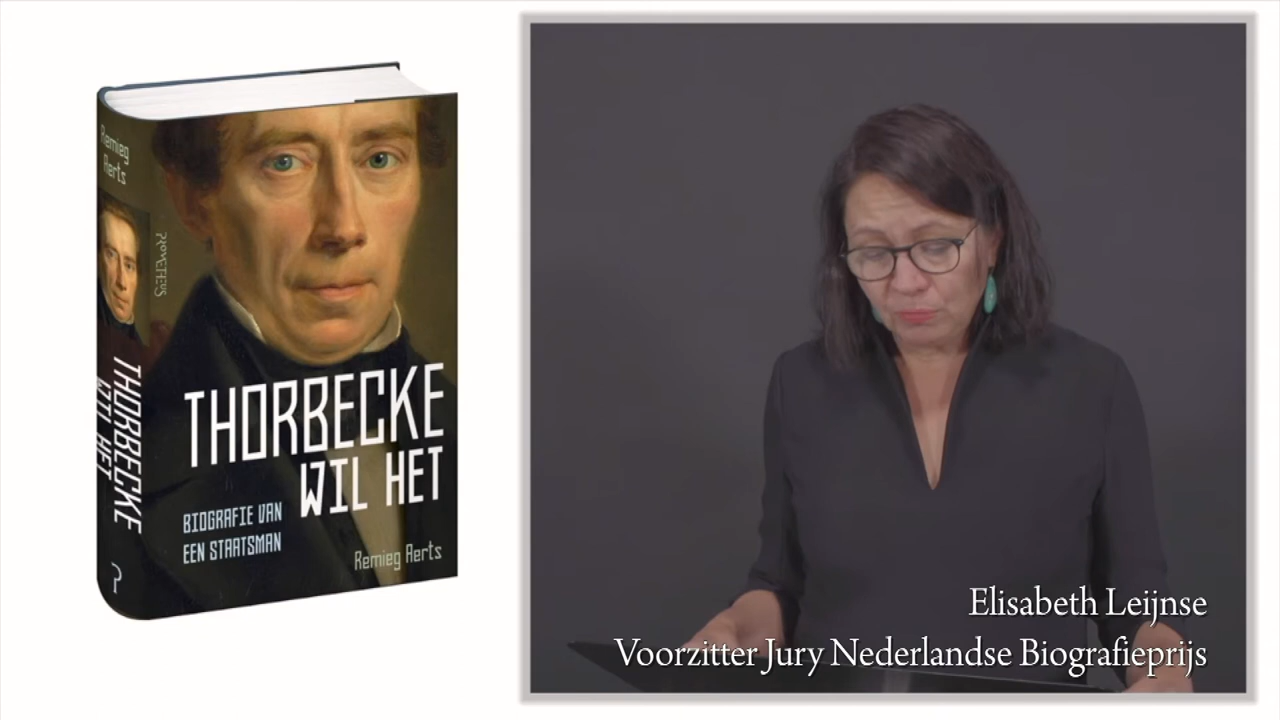 Remieg
Aerts
PROMETHEUS
THORBECKE
WIL HET
THORBECKE
WIL HET
BIOGRAFIE VAN
EEN STAATSMAN
Remieg Aerts
Elisabeth Leijnse
Voorzitter Jury Nederlandse Biografieprijs